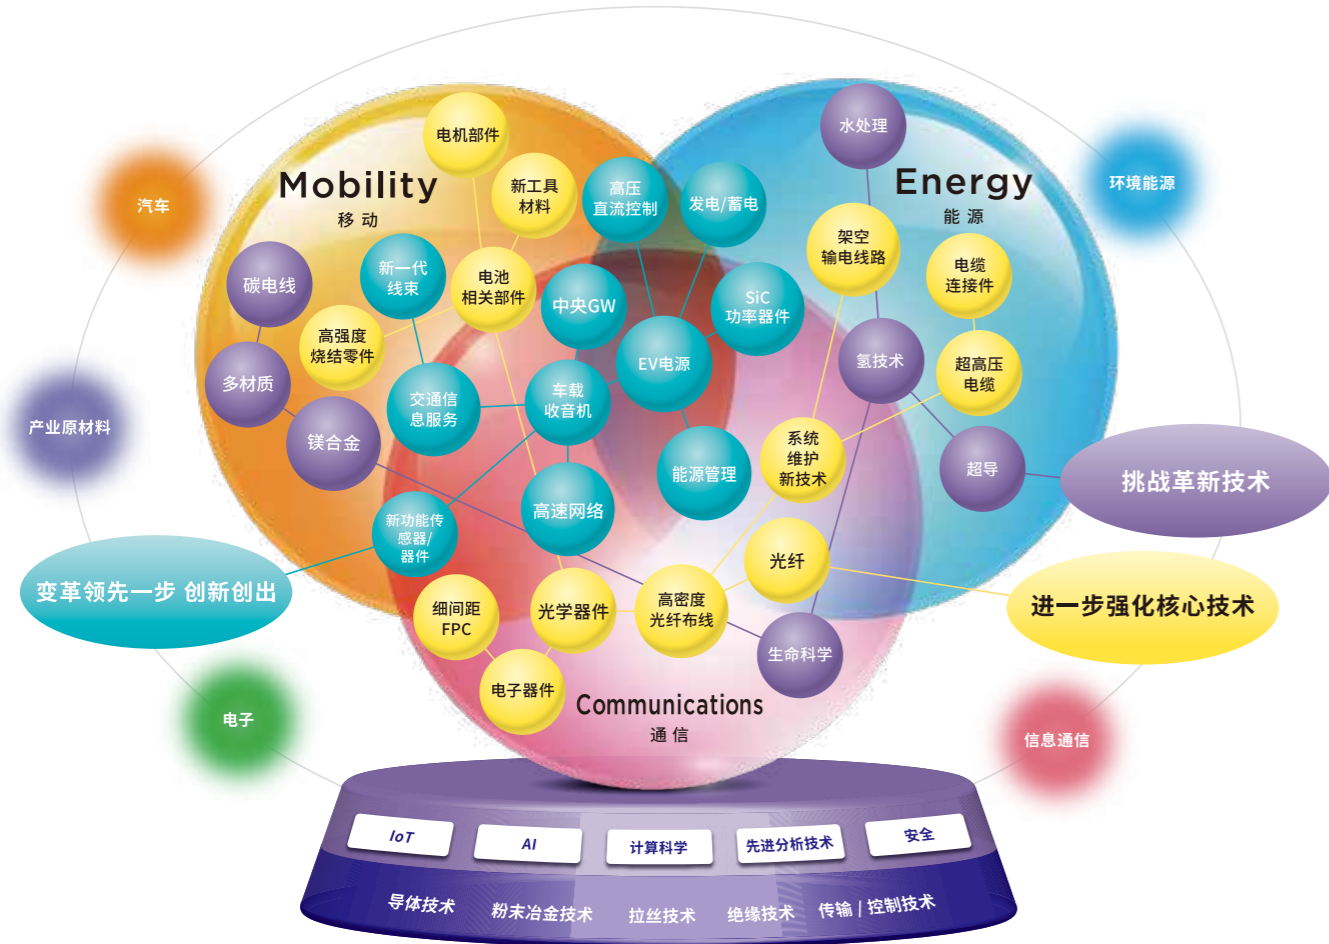 Mobility
移动
Energy
能源
Communications
通信
汽车
产业原材料
电子
环境能源
信息通信
电机部件
新工具
材料
电池
相关部件
高强度
烧结零件
新一代
线束
碳电线
多材质
镁合金
交通信
息服务
新功能传
感器/
器件
中央GW
车载
收音机
高速网络
高压
直流控制
发电/蓄电
SiC
功率器件
EV电源
能源管理
水处理
架空
输电线路
电缆
连接件
氢技术
超高压
电缆
超导
系统
维护
新技术
光纤
高密度
光纤布线
生命科学
光学器件
细间距
FPC
电子器件
变革领先一步 创新创出
挑战革新技术
进一步强化核心技术
IoT
AI
计算科学
先进分析技术
安全
导体技术
粉末冶金技术
拉丝技术
绝缘技术
传输 / 控制技术